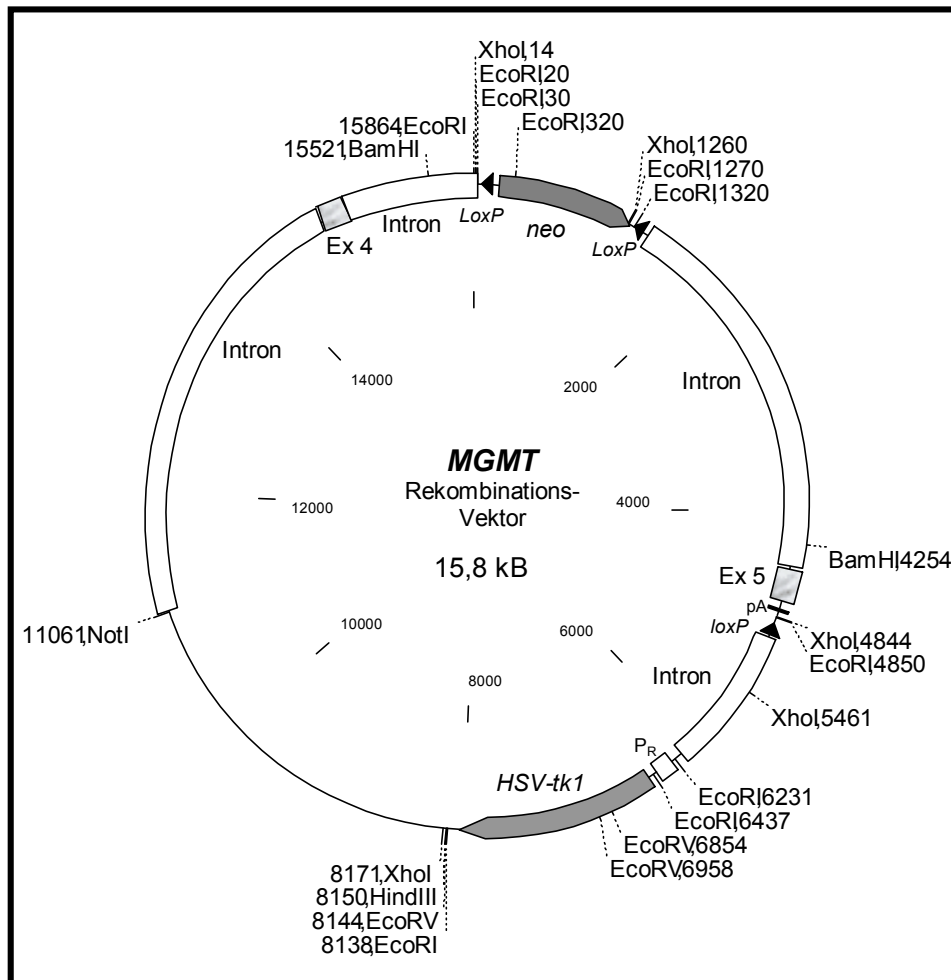 XhoI,14
EcoRI,20
EcoRI,30
EcoRI,320
15864,EcoRI
15521,BamHI
XhoI,1260
EcoRI,1270
EcoRI,1320
LoxP
neo
LoxP
Intron
Ex 4
Intron
Intron
14000
2000
MGMT
Rekombinations-
Vektor
15,8 kB
12000
4000
BamHI,4254
Ex 5
pA
loxP
XhoI,4844
EcoRI,4850
11061,NotI
10000
6000
8000
Intron
XhoI,5461
PR
HSV-tk1
EcoRI,6231
EcoRI,6437
EcoRV,6854
EcoRV,6958
8171,XhoI
8150,HindIII
8144,EcoRV
8138,EcoRI